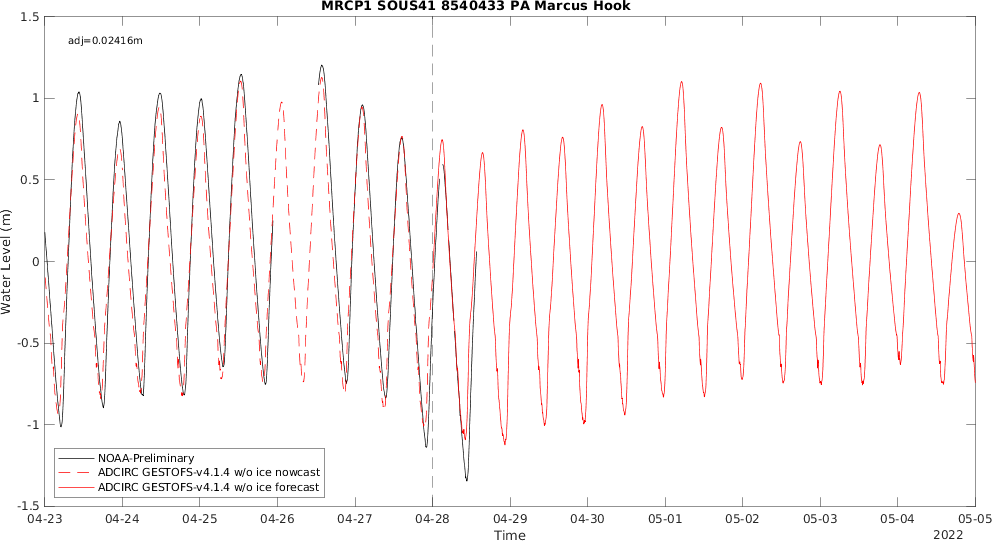 MRCP1 SOUS41 8540433 PA Marcus Hook
adj=0.02416m
1.5
1
0.5
0
-0.5
-1
-1.5
Water Level (m)
NOAA-Preliminary
ADCIRC GESTOFS-v4.1.4 w/o ice nowcast
ADCIRC GESTOFS-v4.1.4 w/o ice forecast
04-23 04-24 04-25 04-26 04-27 04-28 04-29 04-30 05-01 05-02 05-03 05-04 05-05
Time
2022